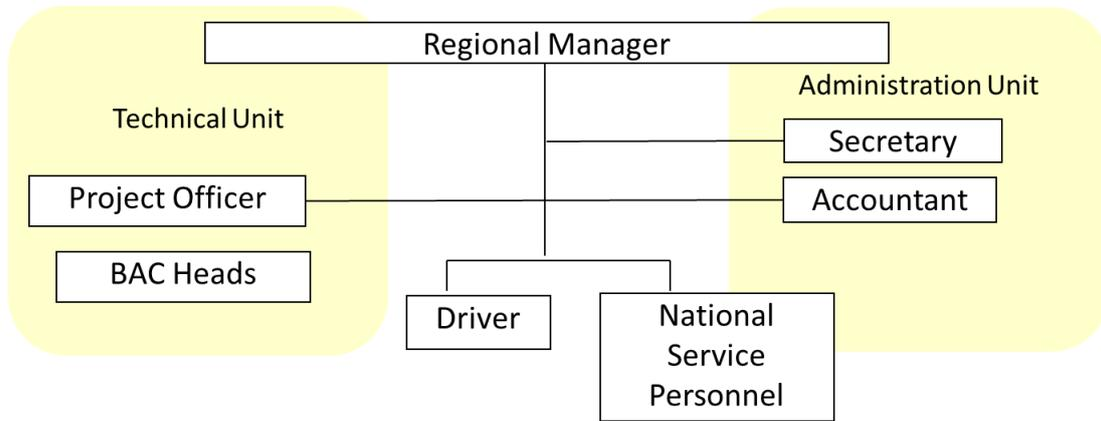 Regional Manager
Administration Unit
Technical Unit
Secretary
Project Officer
Accountant
BAC Heads
Driver
National
Service
Personnel